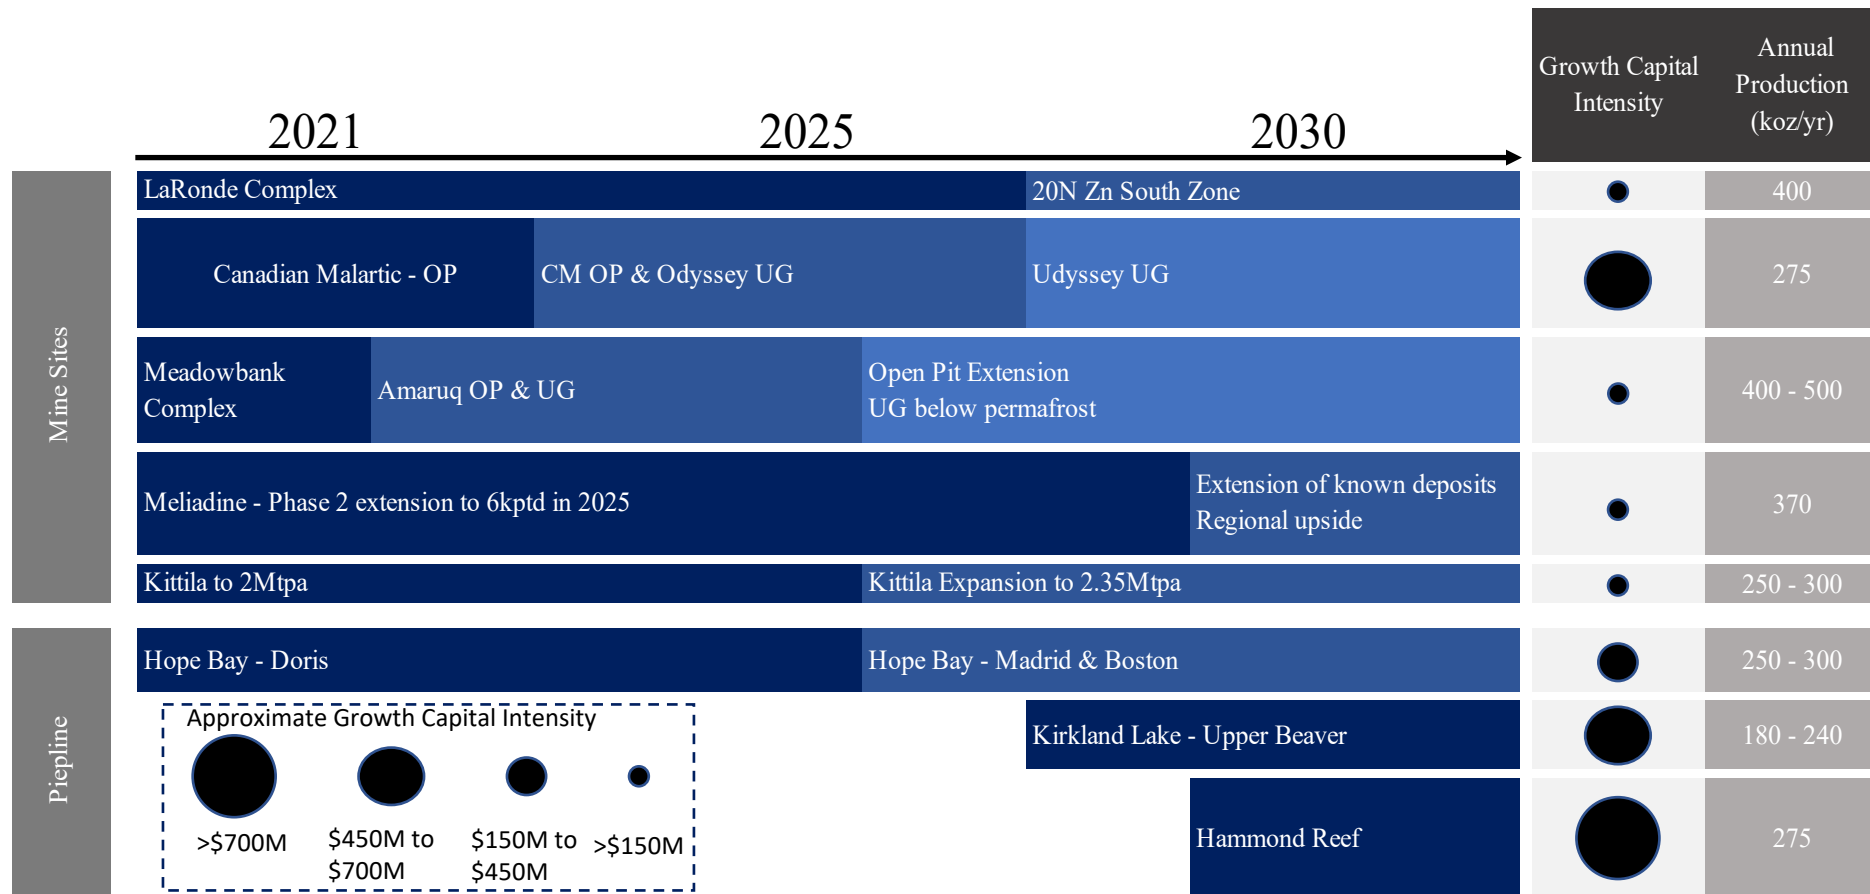 Growth Capital
Intensity
Annual
Production
(koz/yr)
2021
2025
2030
Mine Sites
LaRonde Complex
20N Zn South Zone
400
Canadian Malartic - OP
CM OP & Odyssey UG
Udyssey UG
275
Meadowbank
Complex
Amaruq OP & UG
Open Pit Extension
UG below permafrost
400 - 500
Meliadine - Phase 2 extension to 6kptd in 2025
Extension of known deposits
Regional upside
370
Kittila to 2Mtpa
Kittila Expansion to 2.35Mtpa
250 - 300
Piepline
Hope Bay - Doris
Hope Bay - Madrid & Boston
250 - 300
Kirkland Lake - Upper Beaver
180 - 240
Hammond Reef
275
Approximate Growth Capital Intensity
>$700M
$450M to
$700M
$150M to
$450M
>$150M